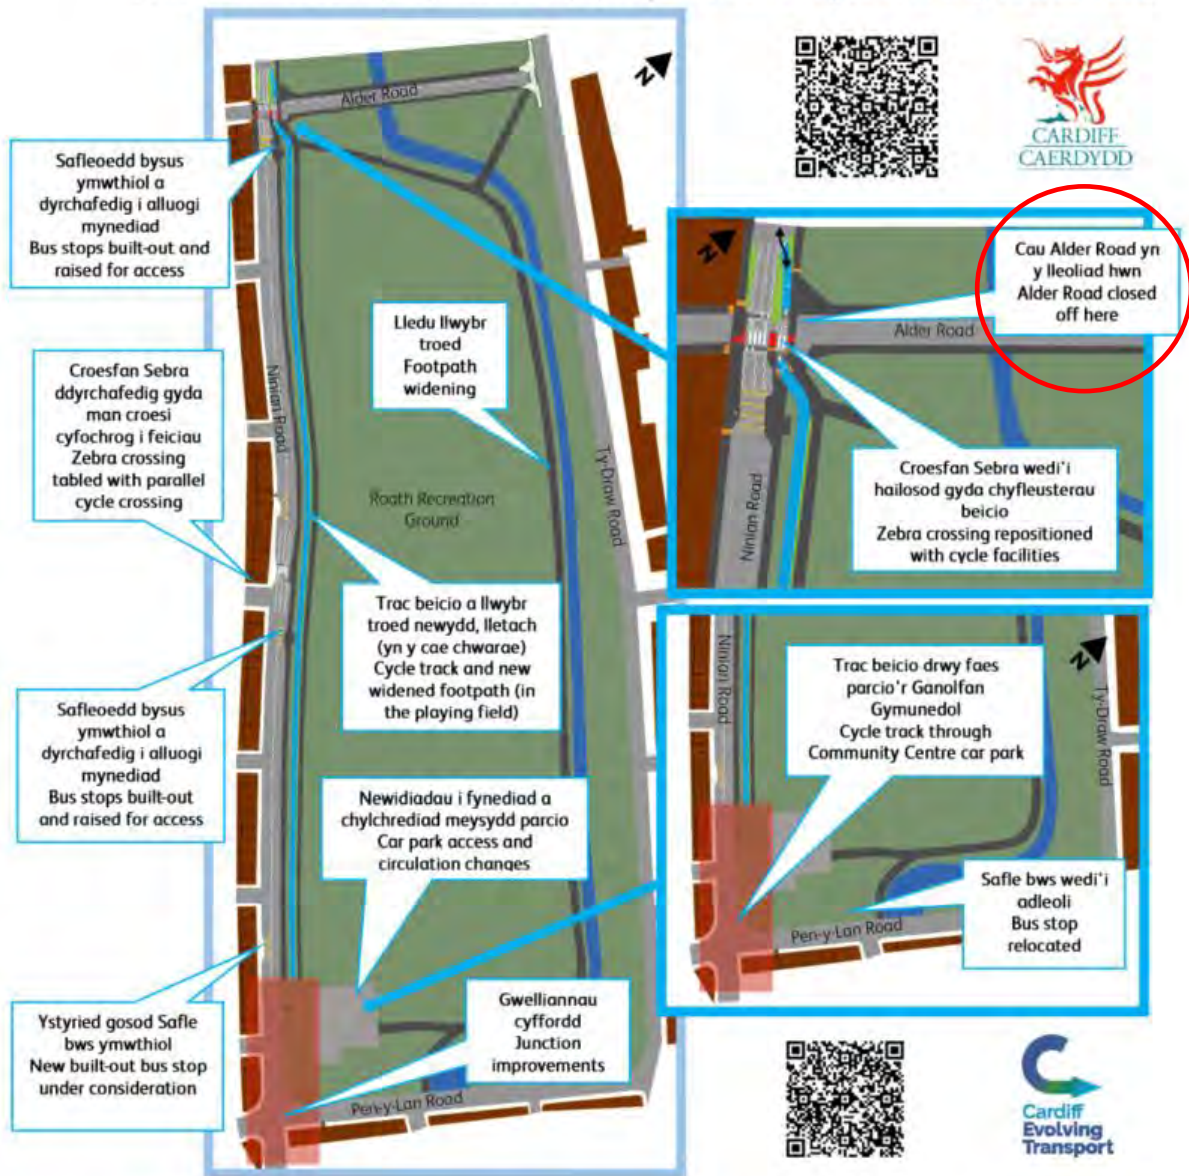 Alder Road
CARDIFF
CAERDYDD
Safleoedd bysus
ymwthiol a
dyrchafedig i alluogi
mynediad
Bus stops built-out and
raised for access
N
N
Cau Alder Road yn
y lleoliad hwn
Alder Road closed
off here
Alder Road
Lledu llwybr
troed
Footpath
widening
Croesfan Sebra
ddyrchafedig gyda
man croesi
cyfochrog i feiciau
Zebra crossing
tabled with parallel
cycle crossing
Ninian Road
Ty-Draw Road
Roath Recreation
Ground
Ninian Road
Croesfan Sebra wedi'i
hailosod gyda chyfleusterau
beicio
Zebra crossing repositioned
with cycle facilities
Trac beicio a llwybr
troed newydd, lletach
(yn y cae chwarae)
Cycle track and new
widened footpath (in
the playing field)
Ninian Road
Trac beicio drwy faes
parcio'r Ganolfan
Gymunedol
Cycle track through
Community Centre car park
N
Ty-Draw Road
Safleoedd bysus
ymwthiol a
dyrchafedig i alluogi
mynediad
Bus stops built-out
and raised for access
Newidiadau i fynediad a
chylchrediad meysydd parcio
Car park access and
circulation changes
Safle bws wedi'i
adleoli
Bus stop
relocated
Pen-y-Lan Road
Ystyried gosod Safle
bws ymwthiol
New built-out bus stop
under consideration
Gwelliannau
cyffordd
Junction
improvements
Pen-y-Lan Road
Cardiff
Evolving
Transport